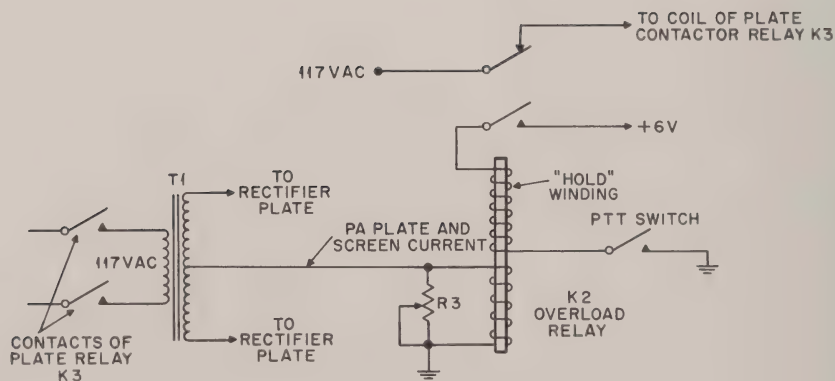 TO COIL OF PLATE
CONTACTOR RELAY K3
117VAC
+6V
T1
TO
RECTIFIER
PLATE
"HOLD"
WINDING
PTT SWITCH
PA PLATE AND
SCREEN CURRENT
117VAC
R3
K2
OVERLOAD
RELAY
TO
RECTIFIER
PLATE
CONTACTS OF
PLATE RELAY
K3